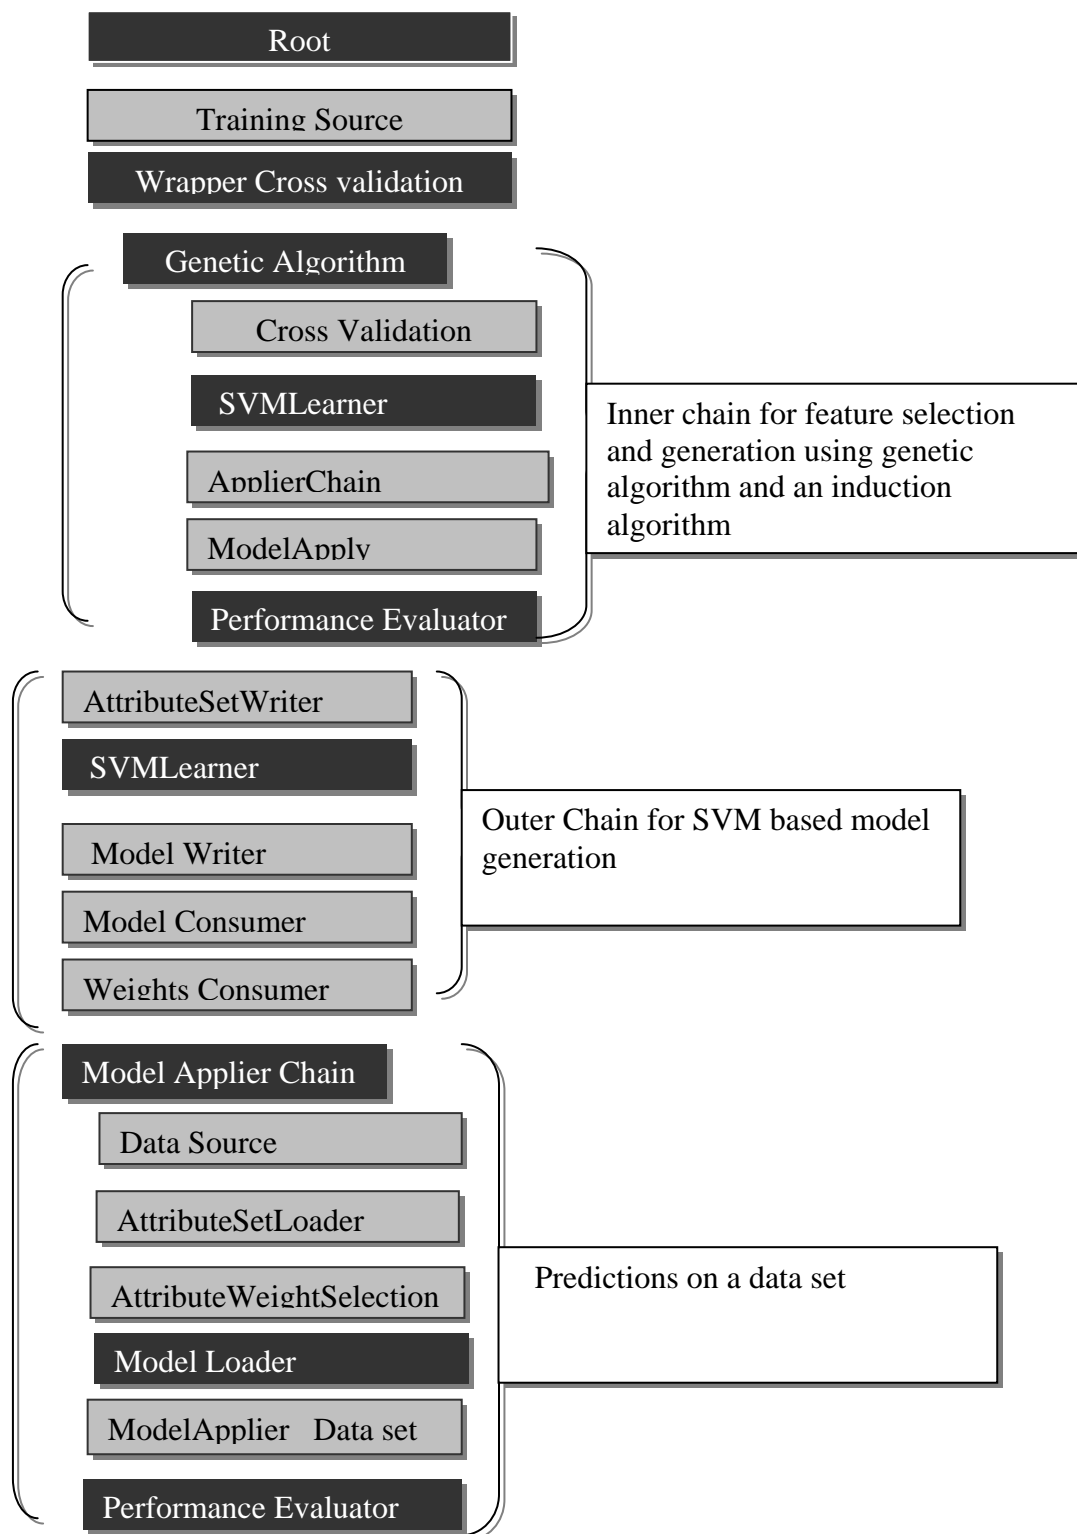 Root
Training Source
Wrapper Cross validation
Genetic Algorithm
Cross Validation
SVMLearner
ApplierChain
ModelApply
Performance Evaluator
Inner chain for feature selection
and generation using genetic
algorithm and an induction
algorithm
AttributeSetWriter
SVMLearner
Model Writer
Model Consumer
Weights Consumer
Outer Chain for SVM based model
generation
Model Applier Chain
Data Source
AttributeSetLoader
AttributeWeightSelection
Model Loader
ModelApplier Data set
Performance Evaluator
Predictions on a data set